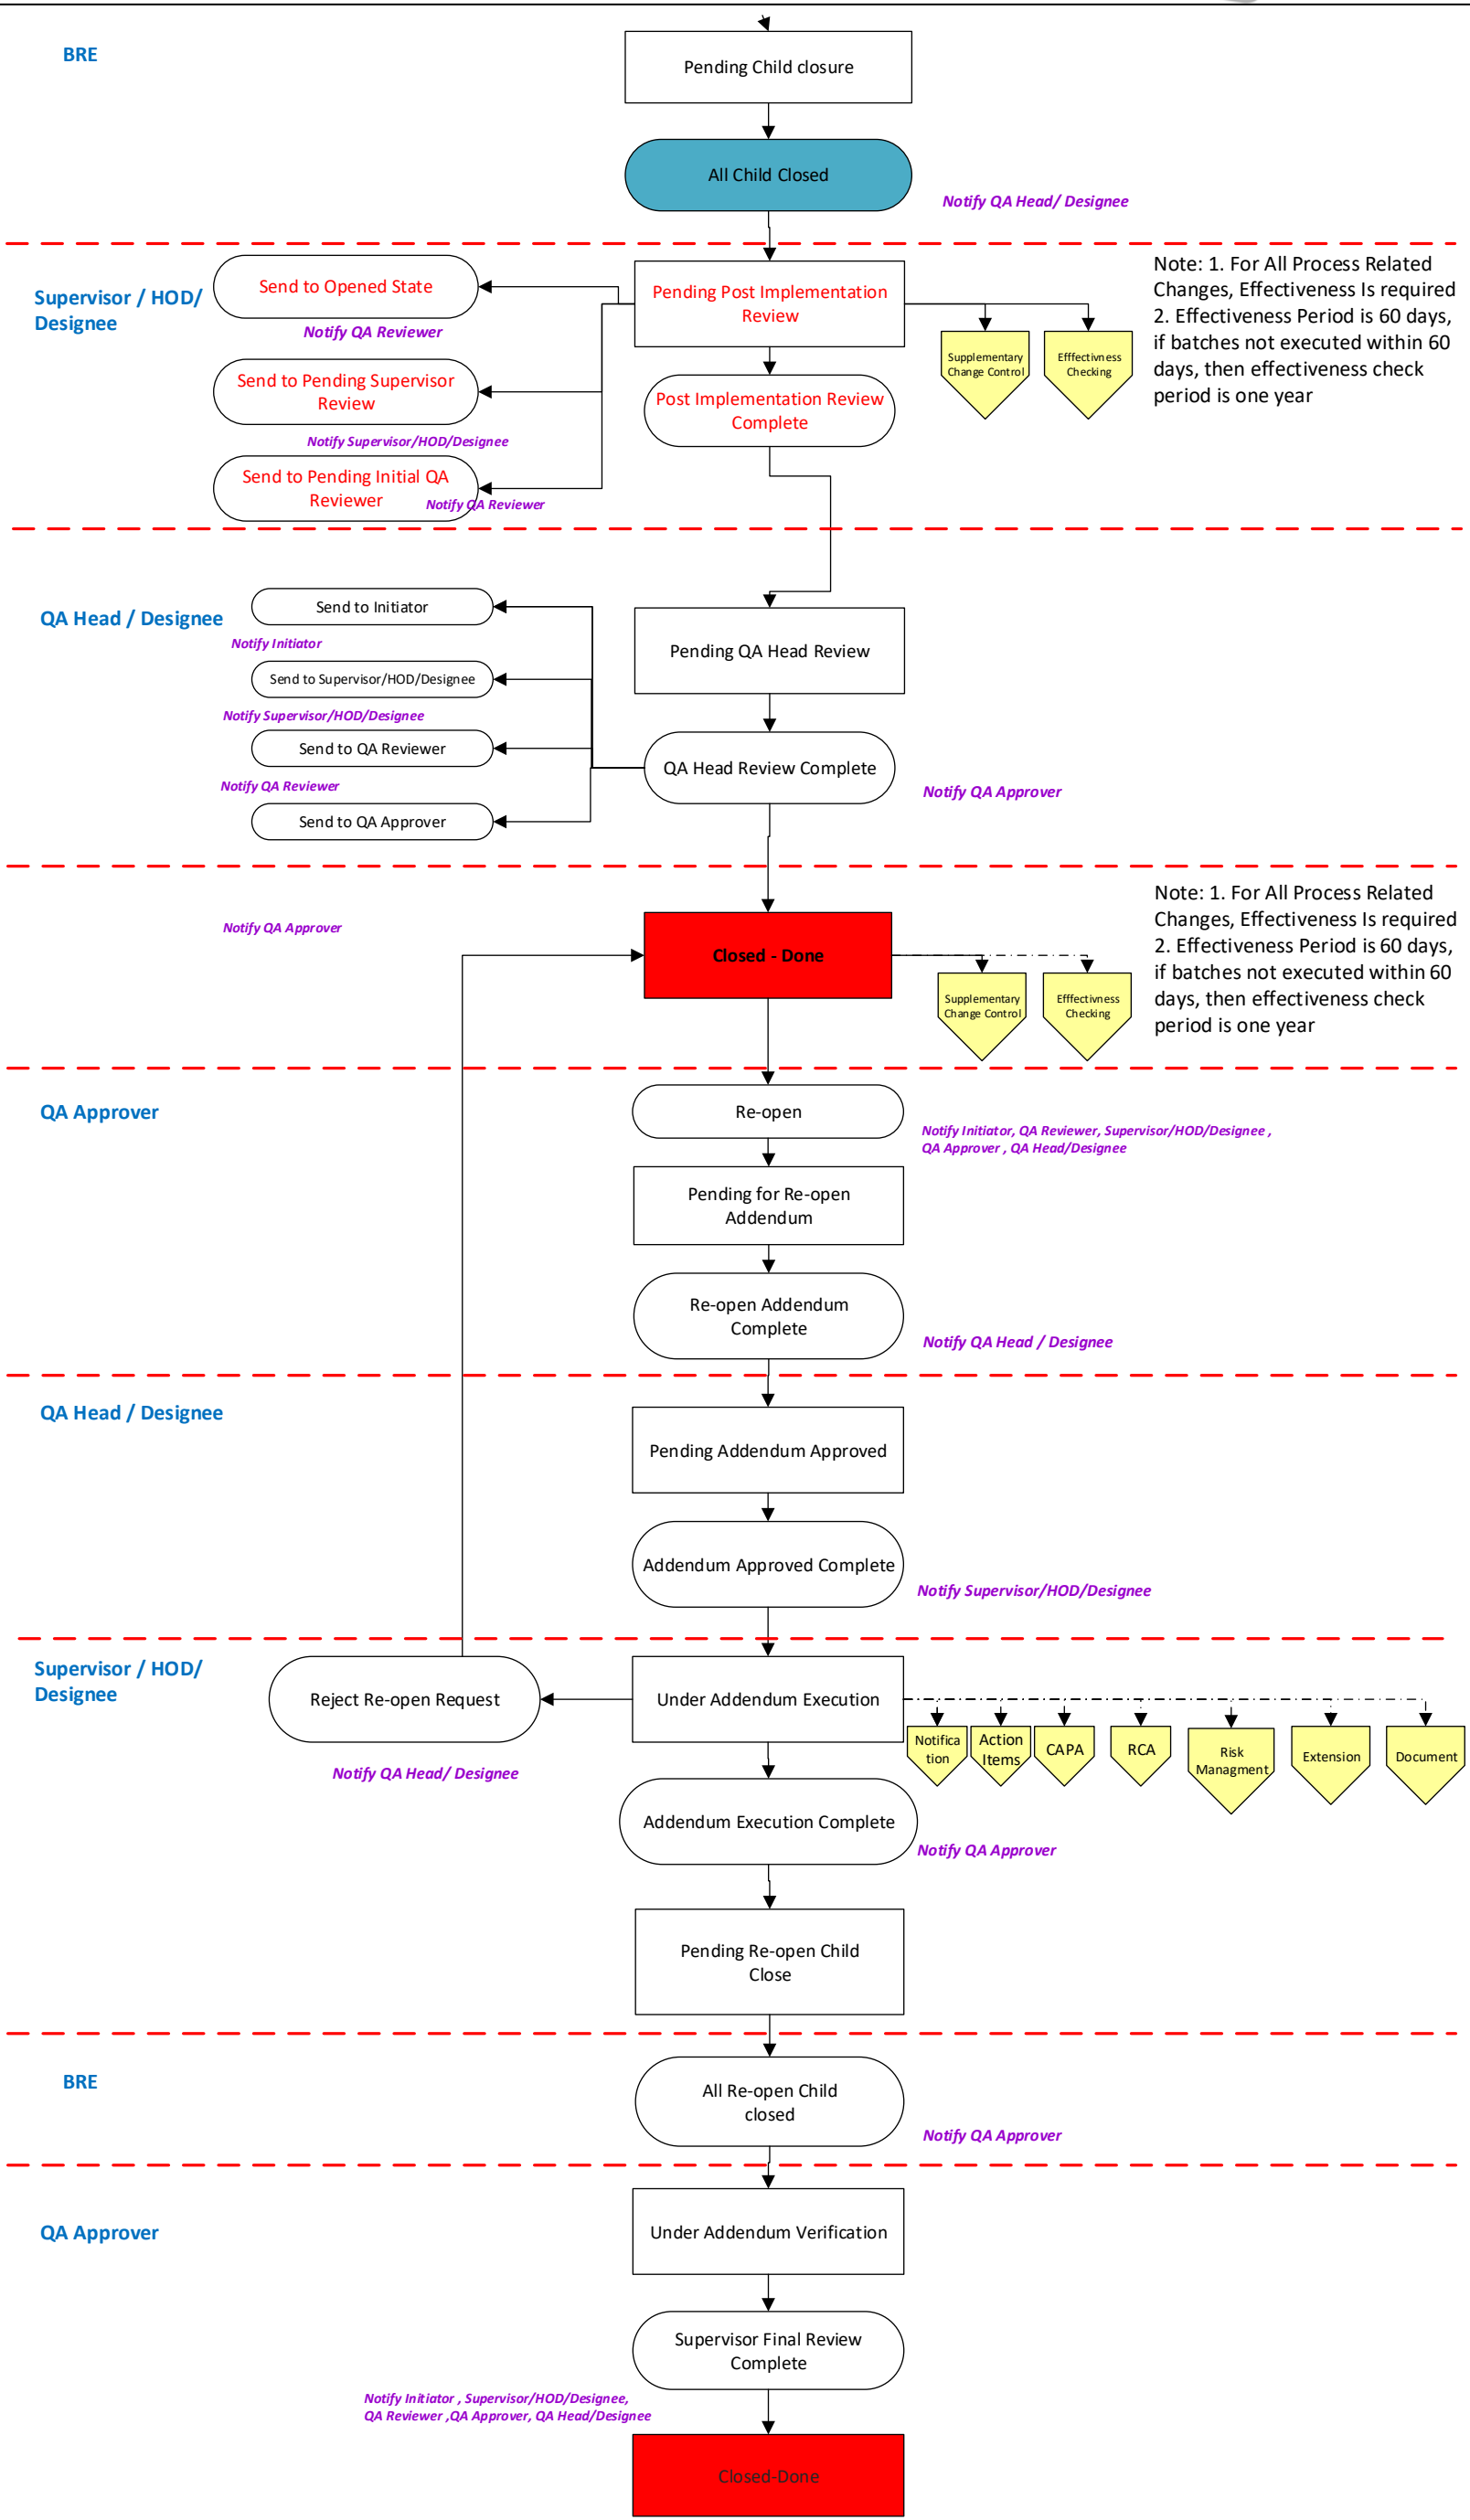 BRE
Pending Child closure
All Child Closed
Notify QA Head/ Designee
Supervisor / HOD/
Designee
Send to Opened State
Notify QA Reviewer
Send to Pending Supervisor
Review
Notify Supervisor/HOD/Designee
Send to Pending Initial QA
Reviewer
Notify QA Reviewer
Pending Post Implementation
Review
Post Implementation Review
Complete
Supplementary
Change Control
Efffectivness
Checking
Note: 1. For All Process Related
Changes, Effectiveness Is required
2. Effectiveness Period is 60 days,
if batches not executed within 60
days, then effectiveness check
period is one year
QA Head / Designee
Send to Initiator
Notify Initiator
Send to Supervisor/HOD/Designee
Notify Supervisor/HOD/Designee
Send to QA Reviewer
Notify QA Reviewer
Send to QA Approver
Pending QA Head Review
QA Head Review Complete
Notify QA Approver
Notify QA Approver
Closed - Done
Supplementary
Change Control
Efffectivness
Checking
Note: 1. For All Process Related
Changes, Effectiveness Is required
2. Effectiveness Period is 60 days,
if batches not executed within 60
days, then effectiveness check
period is one year
QA Approver
Re-open
Notify Initiator, QA Reviewer, Supervisor/HOD/Designee ,
QA Approver , QA Head/Designee
Pending for Re-open
Addendum
Re-open Addendum
Complete
Notify QA Head / Designee
QA Head / Designee
Pending Addendum Approved
Addendum Approved Complete
Notify Supervisor/HOD/Designee
Supervisor / HOD/
Designee
Reject Re-open Request
Notify QA Head/ Designee
Under Addendum Execution
Notifica
tion
Action
Items
CAPA
RCA
Risk
Managment
Extension
Document
Addendum Execution Complete
Notify QA Approver
Pending Re-open Child
Close
BRE
All Re-open Child
closed
Notify QA Approver
QA Approver
Under Addendum Verification
Supervisor Final Review
Complete
Notify Initiator , Supervisor/HOD/Designee,
QA Reviewer ,QA Approver, QA Head/Designee
Closed-Done